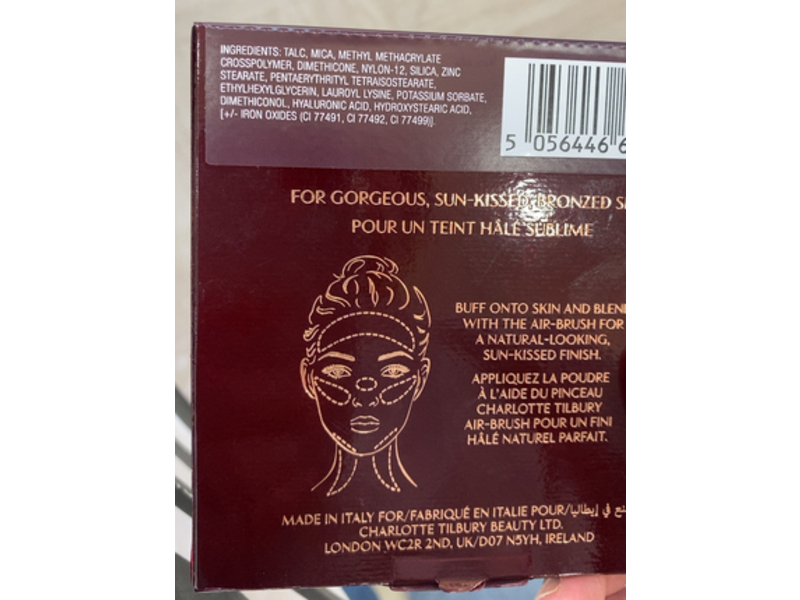 INGREDIENTS: TALC, MICA, METHYL METHACRYLATE
CROSSPOLYMER, DIMETHICONE, NYLON-12, SILICA, ZINC
STEARATE, PENTAERYTHRITYL TETRAISOSTEARATE,
ETHYLHEXYLGLYCERIN, LAUROYL LYSINE, POTASSIUM SORBATE,
DIMETHICONOL, HYALURONIC ACID, HYDROXYSTEARIC ACID,
[+/- IRON OXIDES (CI 77491, CI 77492, CI 77499)].
5 056446 6
FOR GORGEOUS, SUN-KISSED, BRONZED
POUR UN TEINT HÂLÉ SUBLIME
BUFF ONTO SKIN AND BLEND
WITH THE AIR-BRUSH FOR
A NATURAL-LOOKING,
SUN-KISSED FINISH.
APPLIQUEZ LA POUDRE
À L'AIDE DU PINCEAU
CHARLOTTE TILBURY
AIR-BRUSH POUR UN FINI
HÂLÉ NATUREL PARFAIT.
MADE IN ITALY FOR/FABRIQUÉ EN ITALIE POUR/صنع في إيطاليا
CHARLOTTE TILBURY BEAUTY LTD.
LONDON WC2R 2ND, UK/D07 N5YH, IRELAND